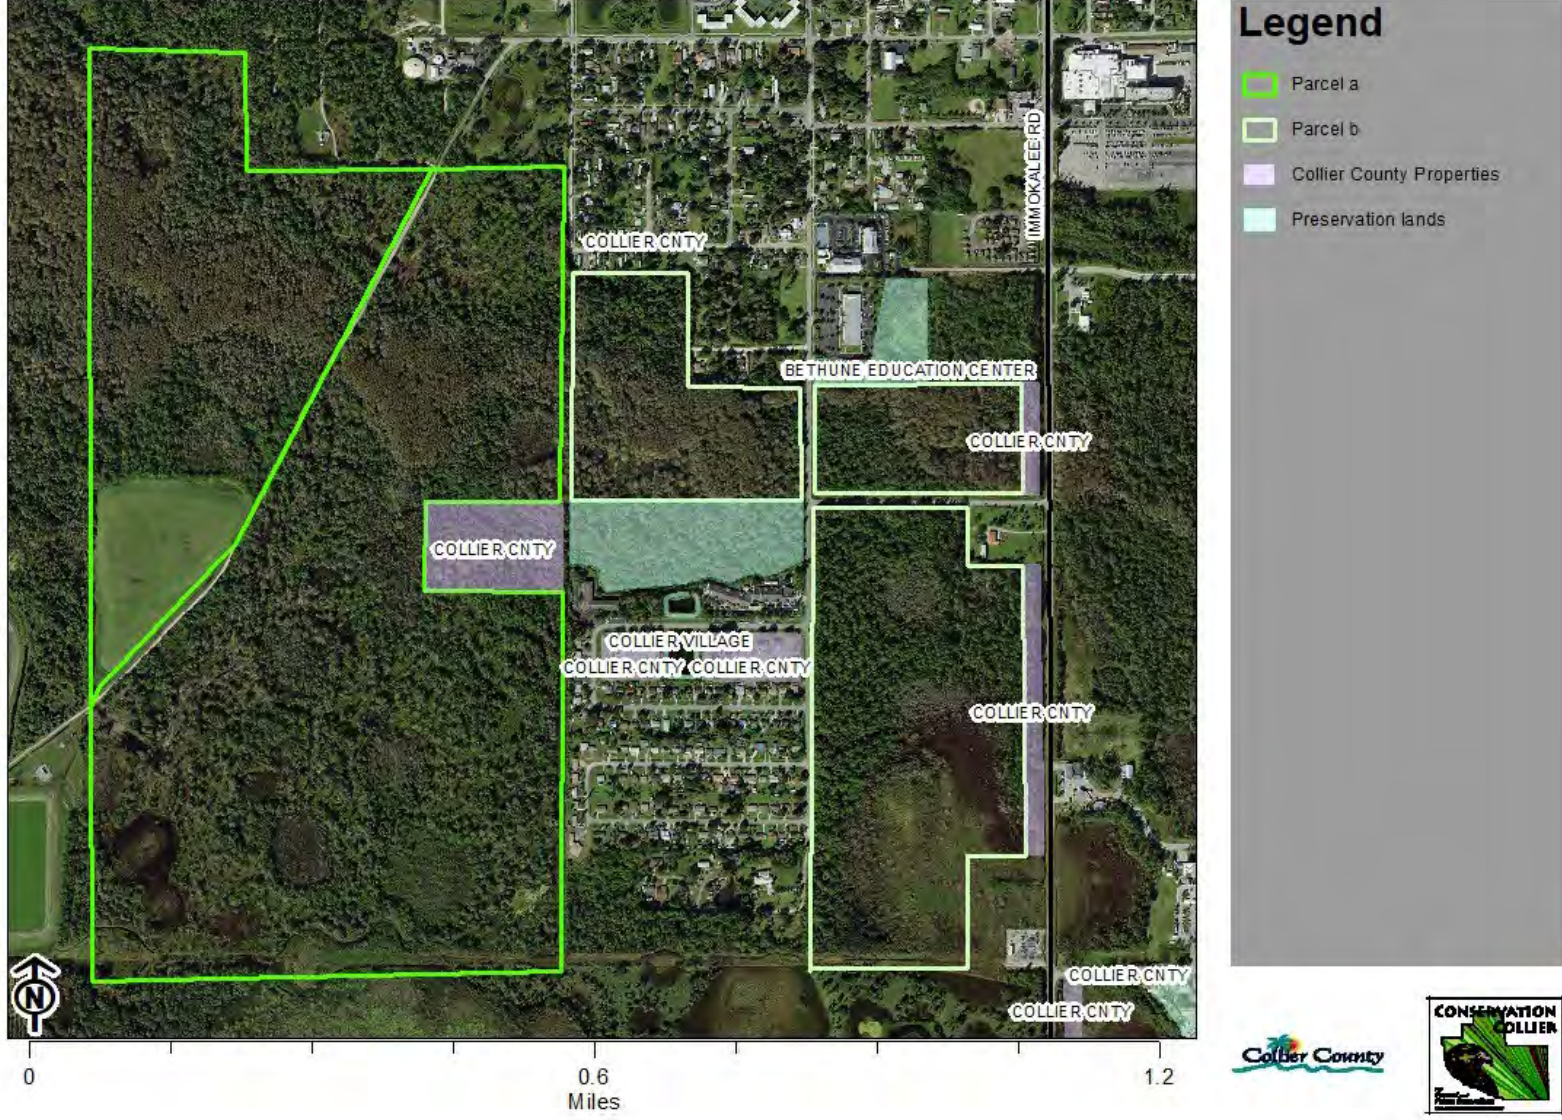 Legend
Parcel a
Parcel b
Collier County Properties
Preservation lands
IMMOKALEE RD
COLLIER CNTY
BETHUNE EDUCATION CENTER
COLLIER CNTY
COLLIER CNTY
COLLIER VILLAGE
COLLIER CNTY COLLIER CNTY
COLLIER CNTY
COLLIER CNTY
COLLIER CNTY
N
0 0.6 1.2
Miles
Collier County
CONSERVATION
COLLIER